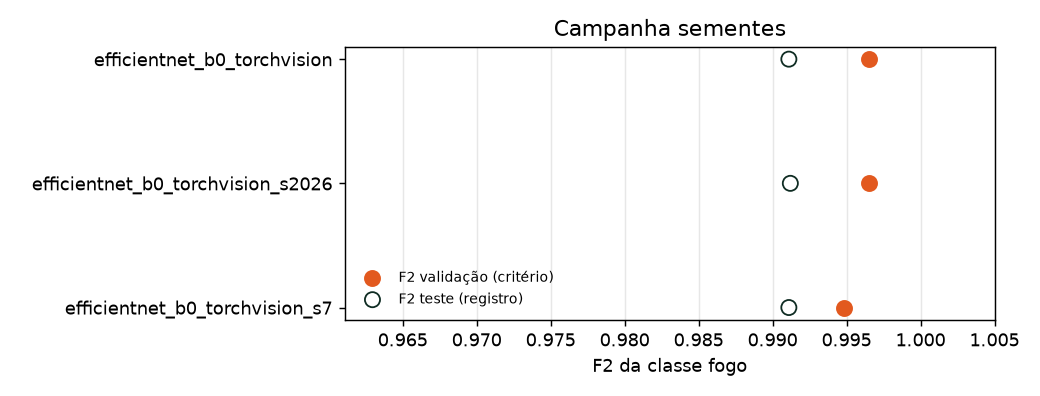 Campanha sementes
efficientnet_b0_torchvision
efficientnet_b0_torchvision_s2026
efficientnet_b0_torchvision_s7
F2 validação (critério)
F2 teste (registro)
0.965 0.970 0.975 0.980 0.985 0.990 0.995 1.000 1.005
F2 da classe fogo